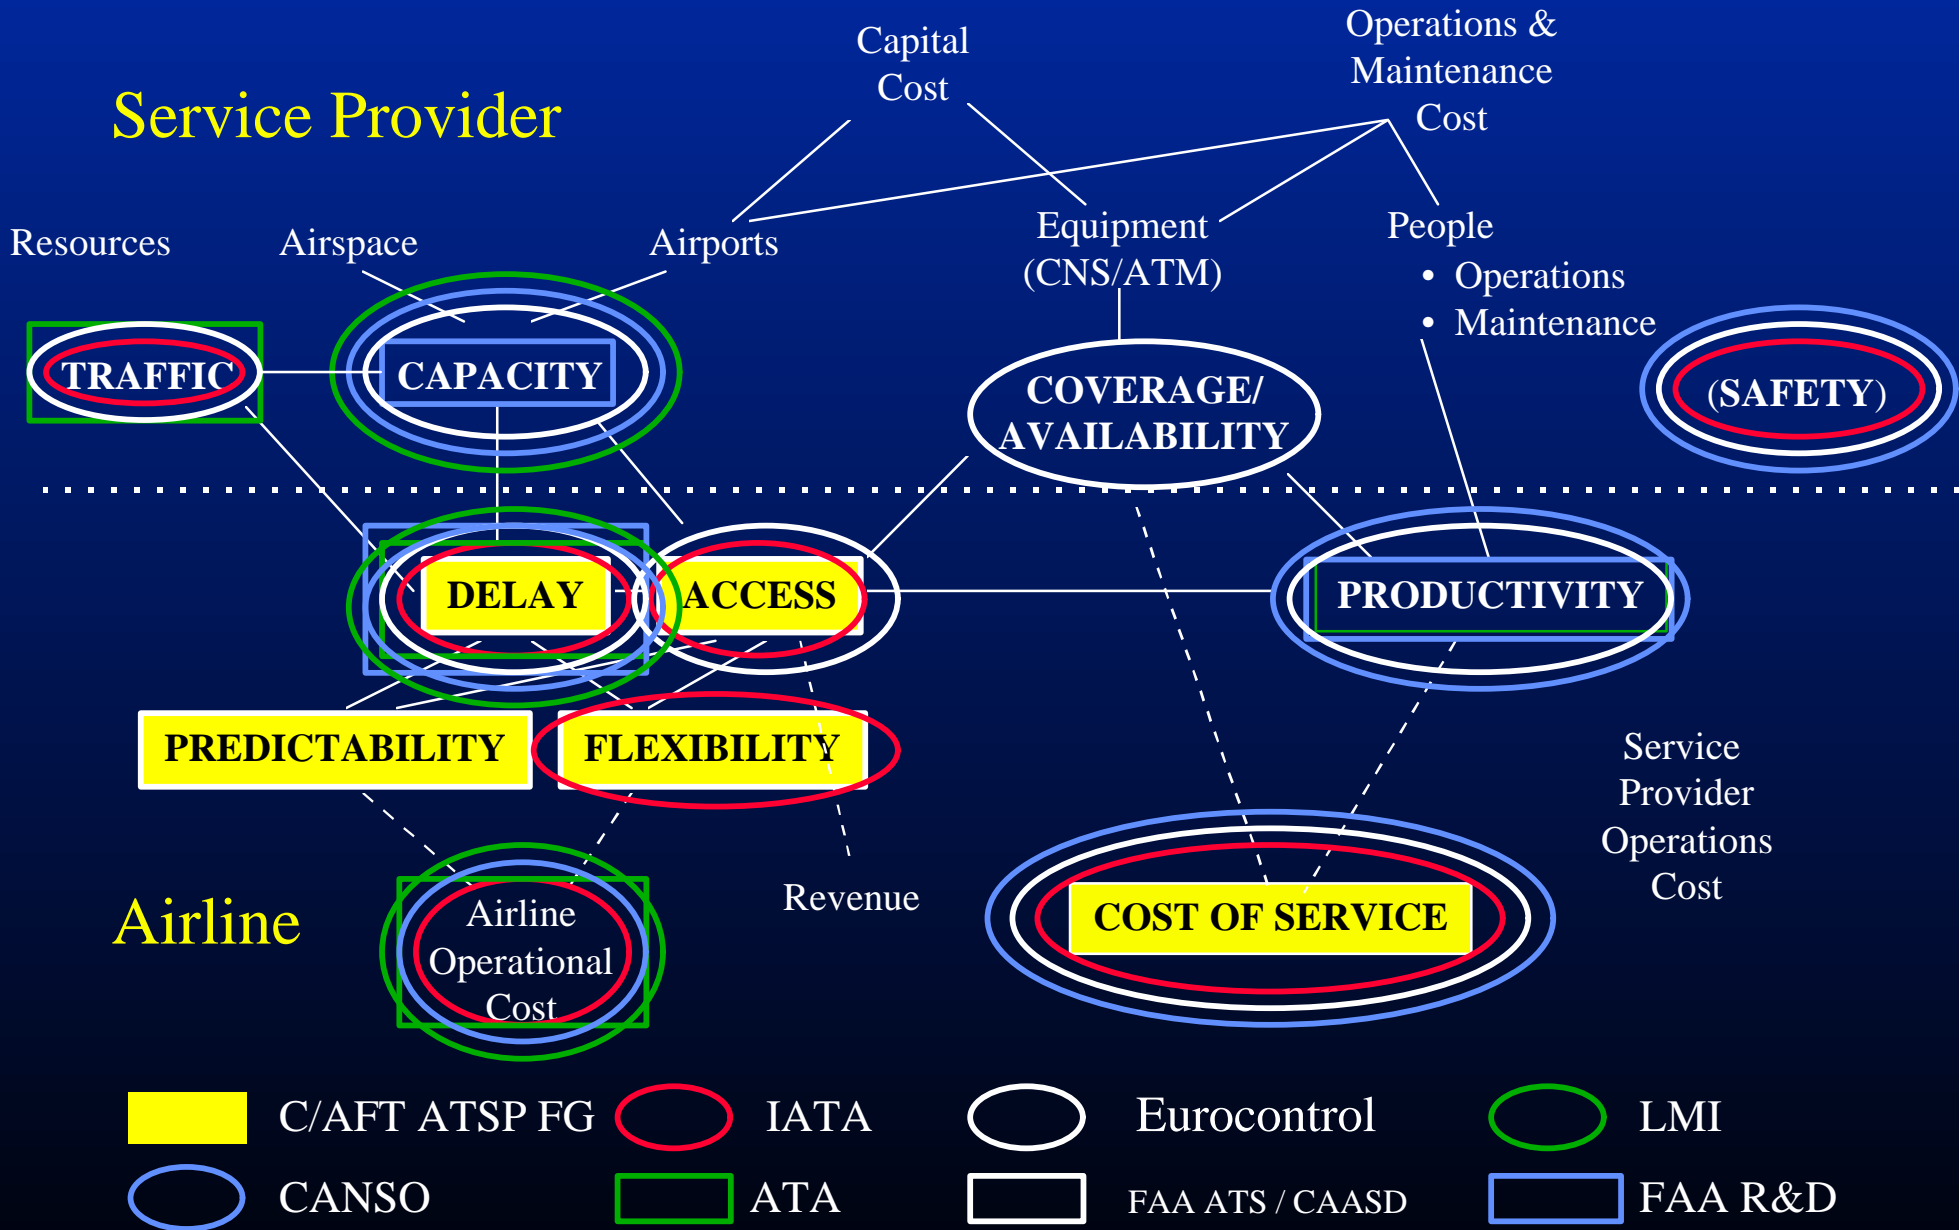 Service Provider
Capital
Cost
Operations &
Maintenance
Cost
Resources
Airspace
Airports
Equipment
(CNS/ATM)
People
• Operations
• Maintenance
TRAFFIC
CAPACITY
COVERAGE/
AVAILABILITY
(SAFETY)
DELAY
ACCESS
PRODUCTIVITY
PREDICTABILITY
FLEXIBILITY
Service
Provider
Operations
Cost
Airline
Airline
Operational
Cost
Revenue
COST OF SERVICE
C/AFT ATSP FG
IATA
Eurocontrol
LMI
CANSO
ATA
FAA ATS / CAASD
FAA R&D